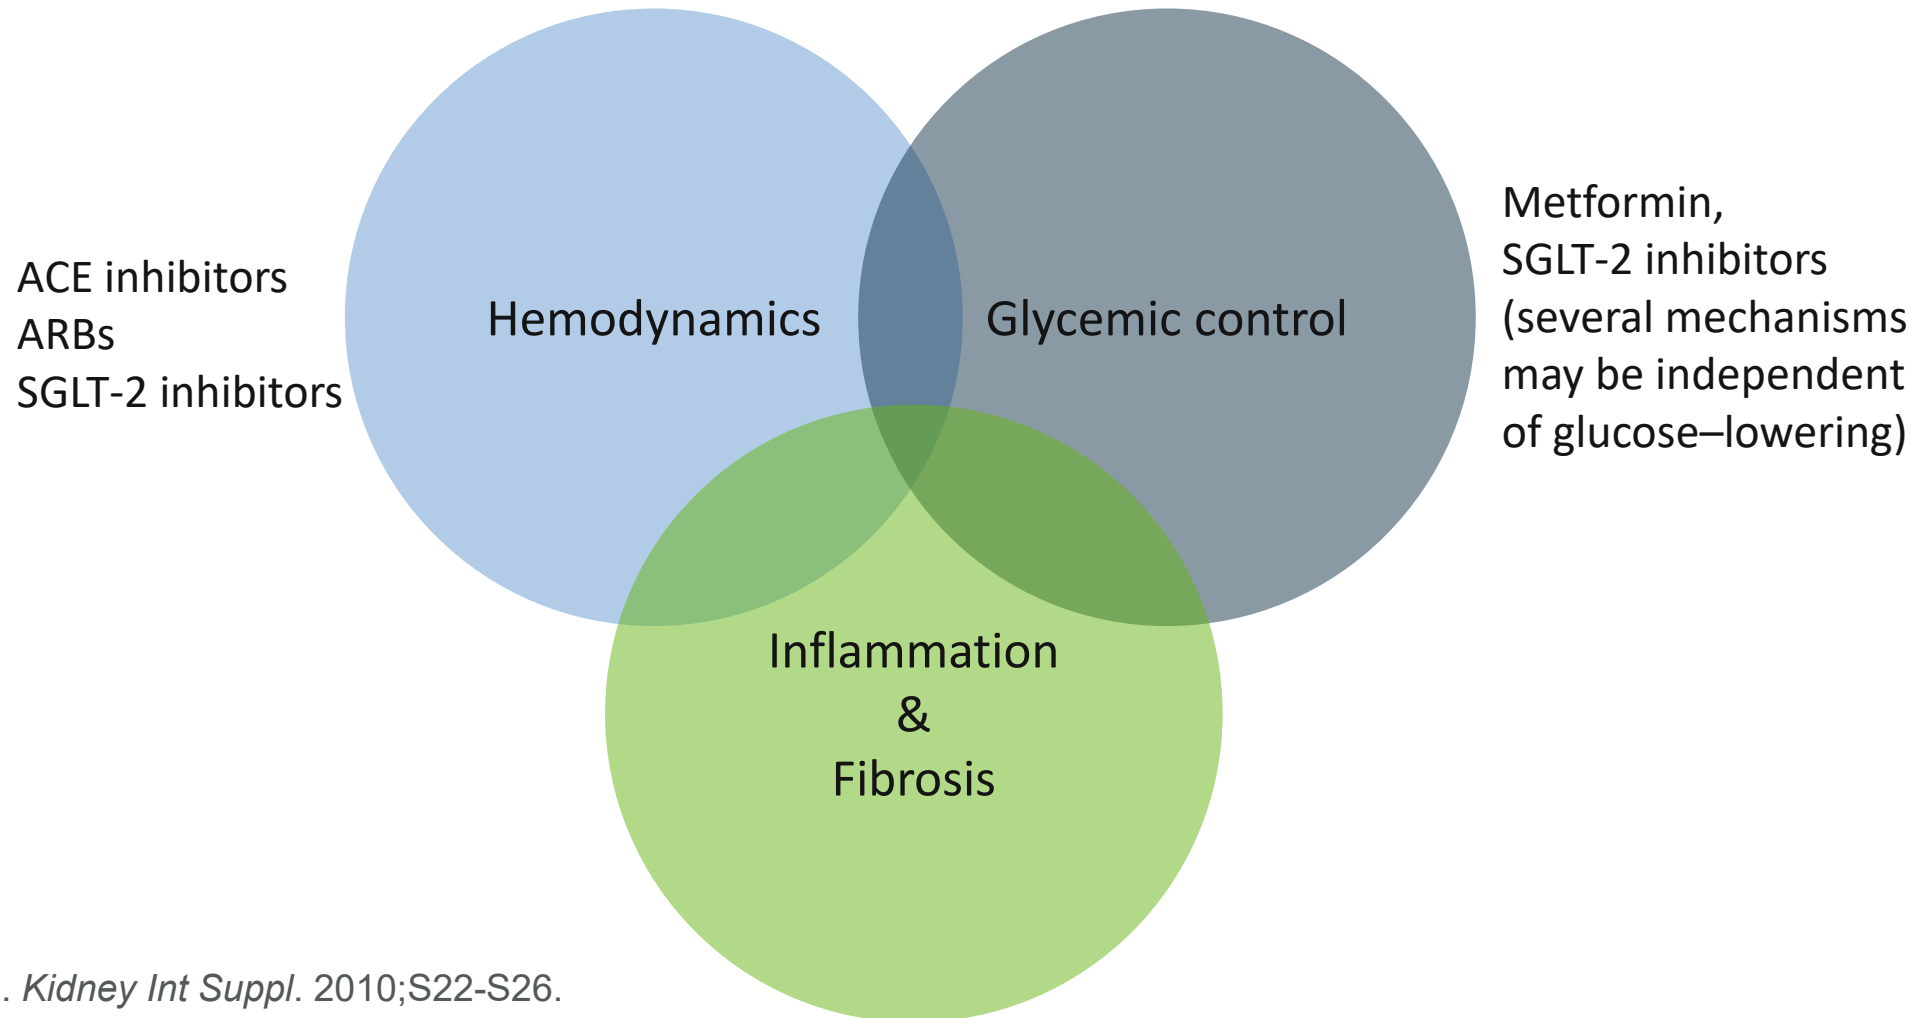 ACE inhibitors
ARBs
SGLT-2 inhibitors
Hemodynamics
Glycemic control
Metformin,
SGLT-2 inhibitors
(several mechanisms
may be independent
of glucose–lowering)
Inflammation
&
Fibrosis
. Kidney Int Suppl. 2010;S22-S26.